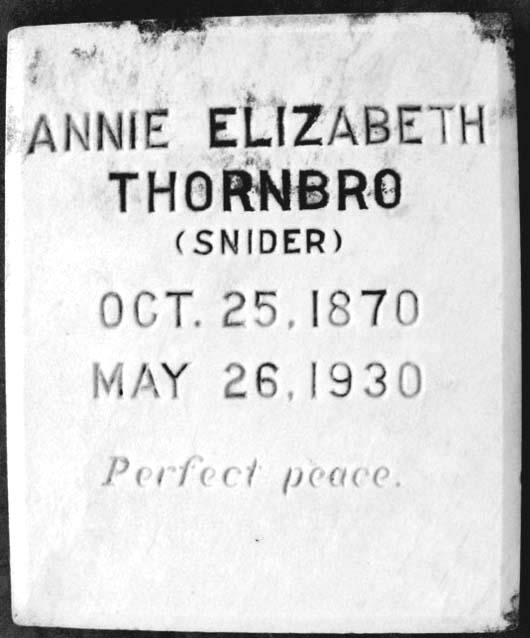 ANNIE ELIZABETH
THORNBRO
(SNIDER)
OCT. 25, 1870
MAY 26, 1930
Perfect peace.